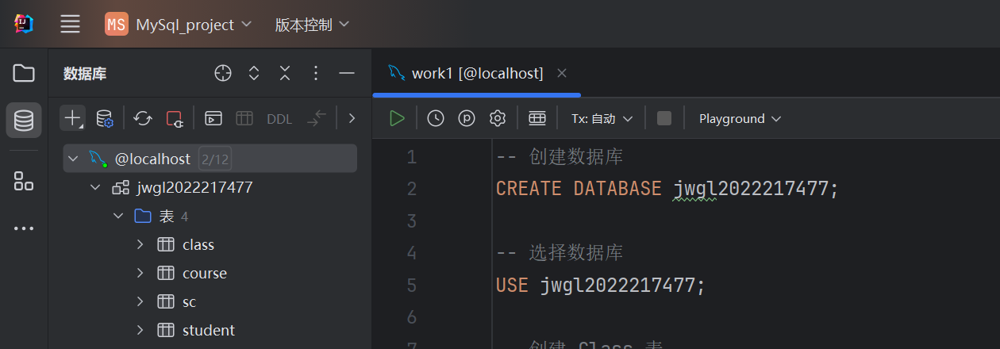 MS MySql_project 版本控制
数据库
work1 [@localhost]
DDL
Tx: 自动 Playground
@localhost 2/12
jwgl2022217477
表 4
class
course
sc
student
1 -- 创建数据库
2 CREATE DATABASE jwgl2022217477;
3
4 -- 选择数据库
5 USE jwgl2022217477;
6
7 -- 创建 Class 表